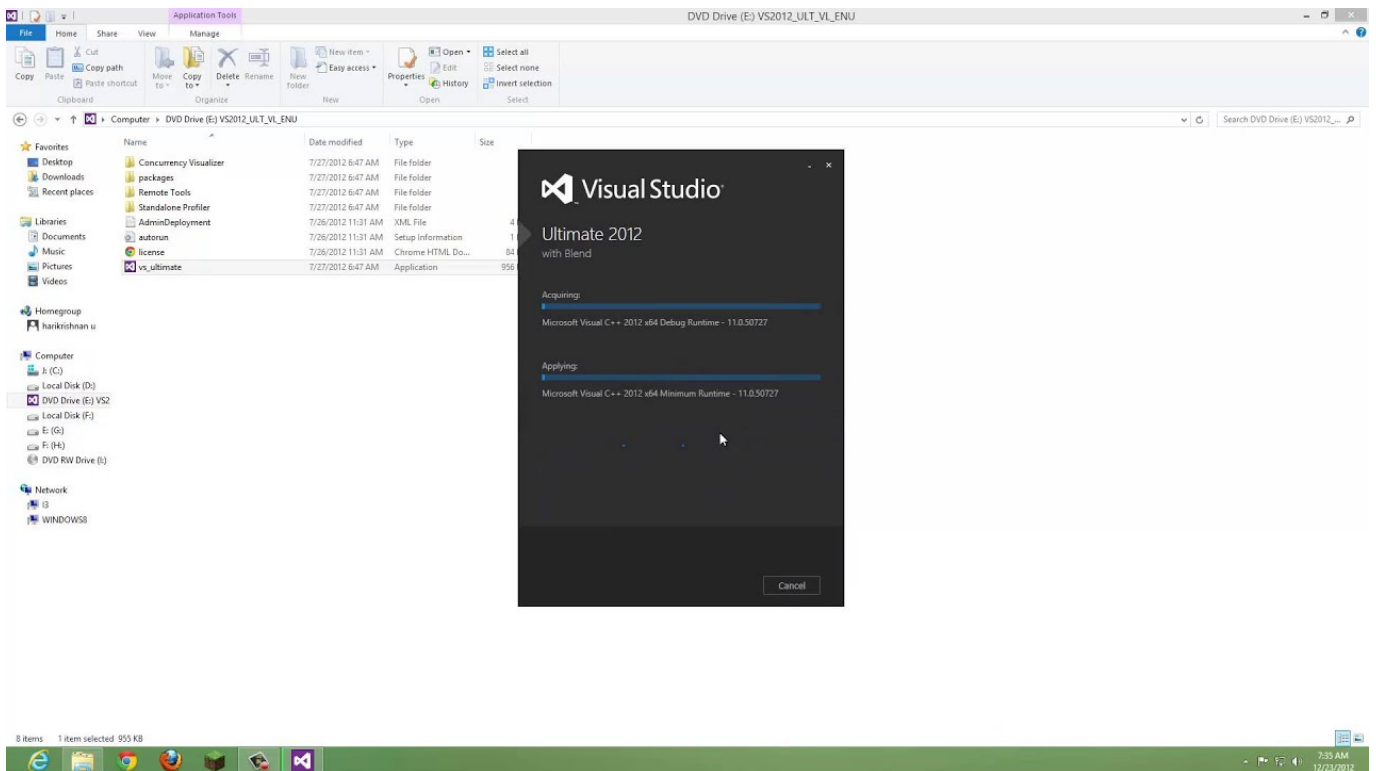 Application Tools
DVD Drive (E:) VS2012_ULT_VL_ENU
File Home Share View Manage
Copy
Paste
Cut
Copy path
Paste shortcut
Move to
Copy to
Delete
Rename
New folder
New item
Easy access
Properties
Open
Edit
History
Select all
Select none
Invert selection
Clipboard Organize New Open Select
Computer DVD Drive (E:) VS2012_ULT_VL_ENU
Search DVD Drive (E:) VS2012_...
Name Date modified Type Size
Concurrency Visualizer 7/27/2012 6:47 AM File folder
packages 7/27/2012 6:47 AM File folder
Remote Tools 7/27/2012 6:47 AM File folder
Standalone Profiler 7/27/2012 6:47 AM File folder
AdminDeployment 7/26/2012 11:31 AM XML File 4
autorun 7/26/2012 11:31 AM Setup Information 1
license 7/26/2012 11:31 AM Chrome HTML Do... 84
vs_ultimate 7/27/2012 6:47 AM Application 956
Favorites
Desktop
Downloads
Recent places
Libraries
Documents
Music
Pictures
Videos
Homegroup
harikrishnan u
Computer
Local Disk (D:)
DVD Drive (E:) VS2
Local Disk (F:)
E: (G:)
F: (H:)
DVD RW Drive (I:)
Network
I3
WINDOWS8
Visual Studio
Ultimate 2012
with Blend
Acquiring:
Microsoft Visual C++ 2012 x64 Debug Runtime - 11.0.50727
Applying:
Microsoft Visual C++ 2012 x64 Minimum Runtime - 11.0.50727
Cancel
8 items 1 item selected 955 KB
7:35 AM
12/23/2012